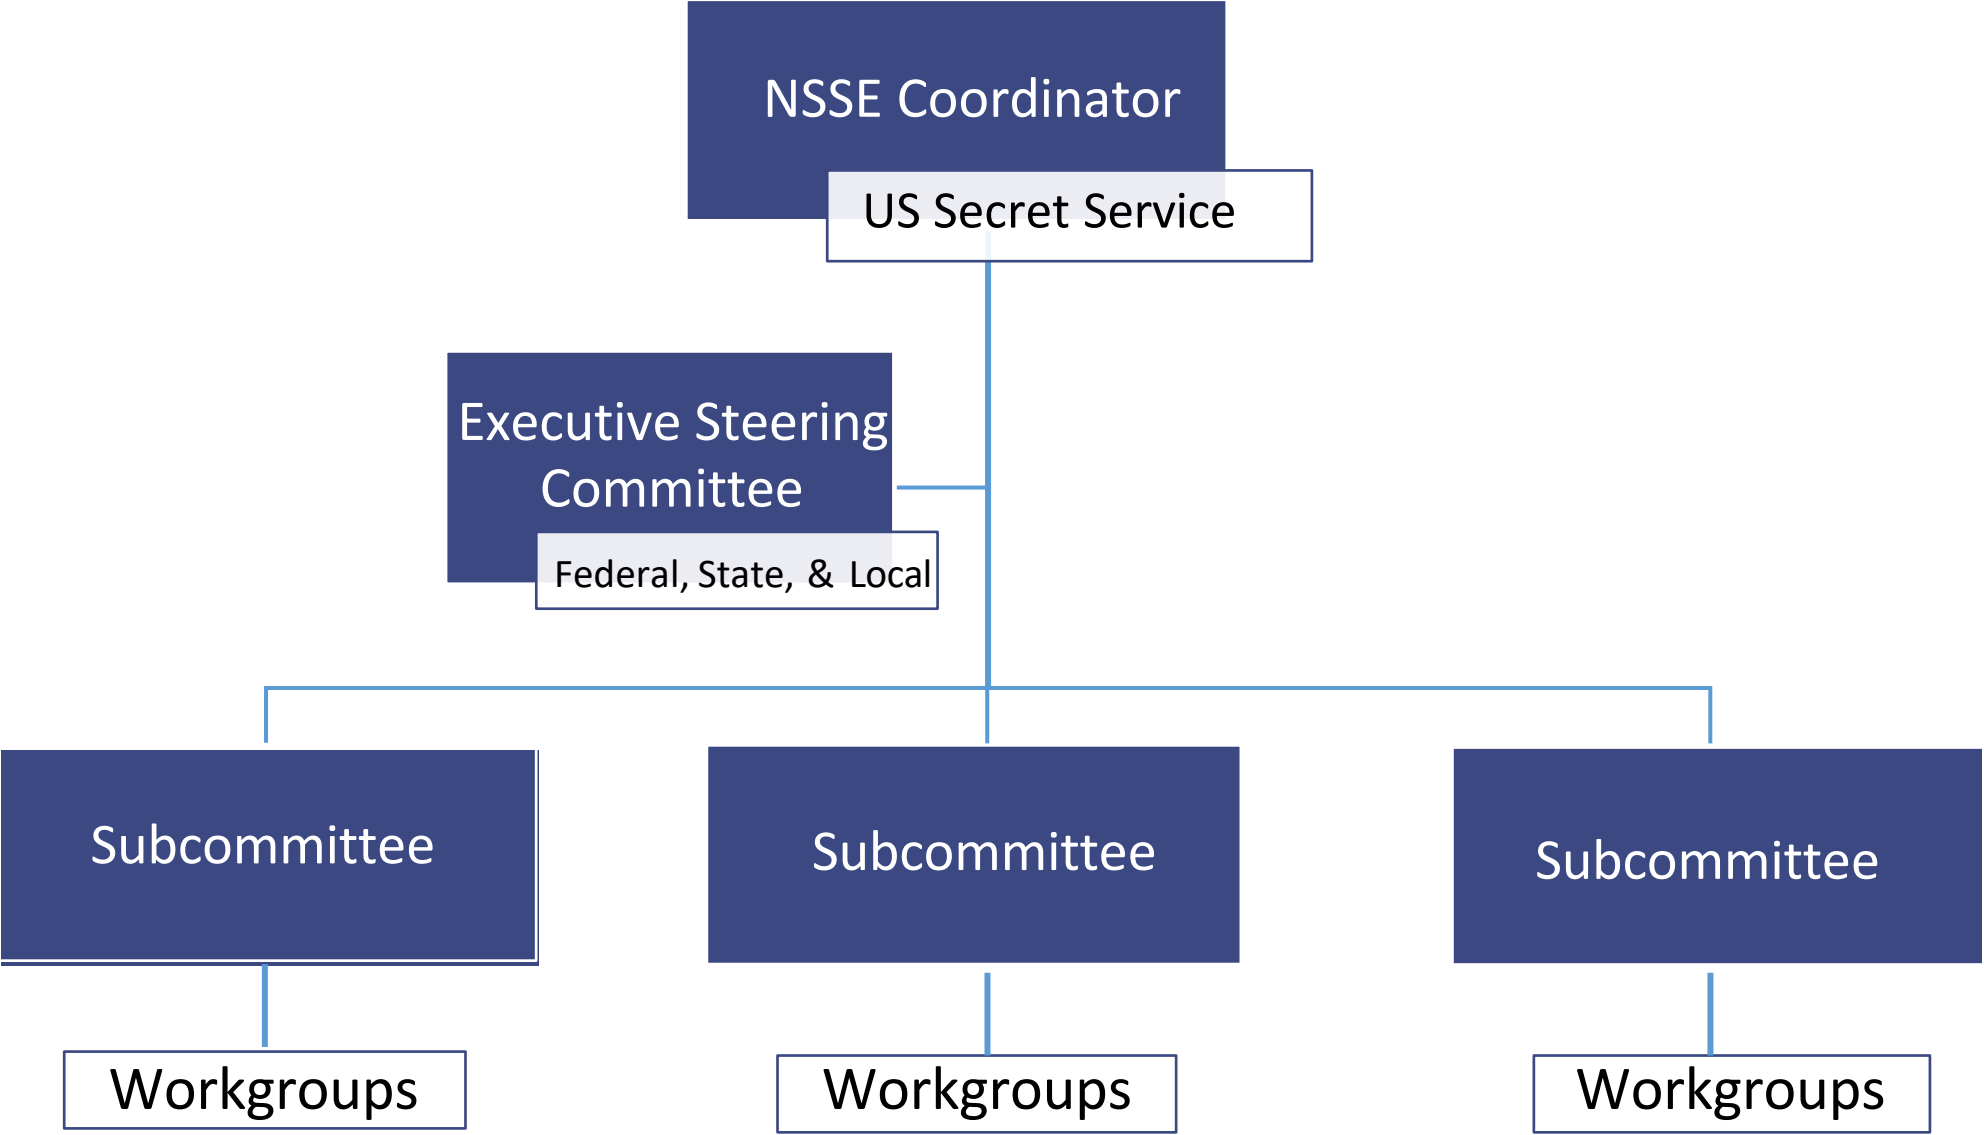 NSSE Coordinator
US Secret Service
Executive Steering
Committee
Federal, State, & Local
Subcommittee
Subcommittee
Subcommittee
Workgroups
Workgroups
Workgroups